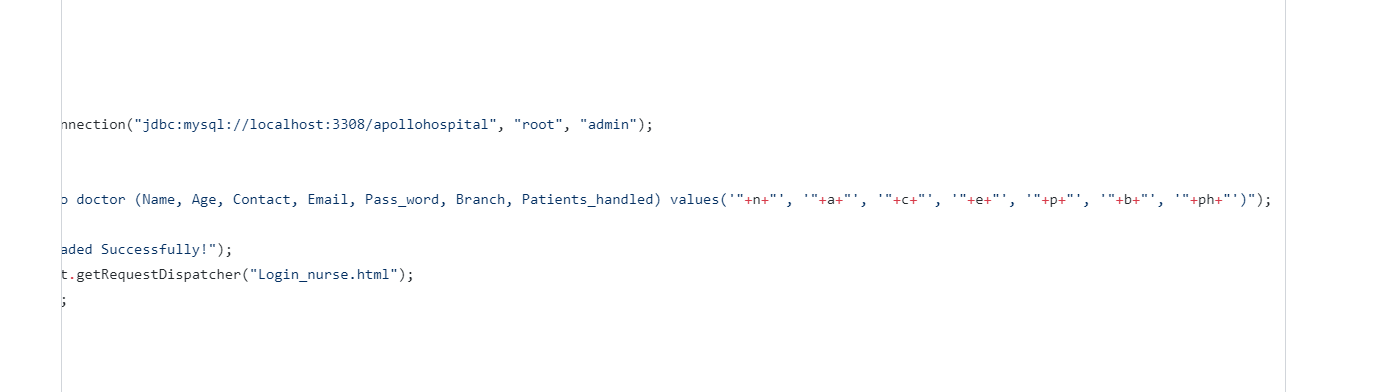 nnection("jdbc:mysql://localhost:3308/apollohospital", "root", "admin");
o doctor (Name, Age, Contact, Email, Pass_word, Branch, Patients_handled) values('"+n+"', '"+a+"', '"+c+"', '"+e+"', '"+p+"', '"+b+"', '"+ph+"')");
aded Successfully!");
t.getRequestDispatcher("Login_nurse.html");
;